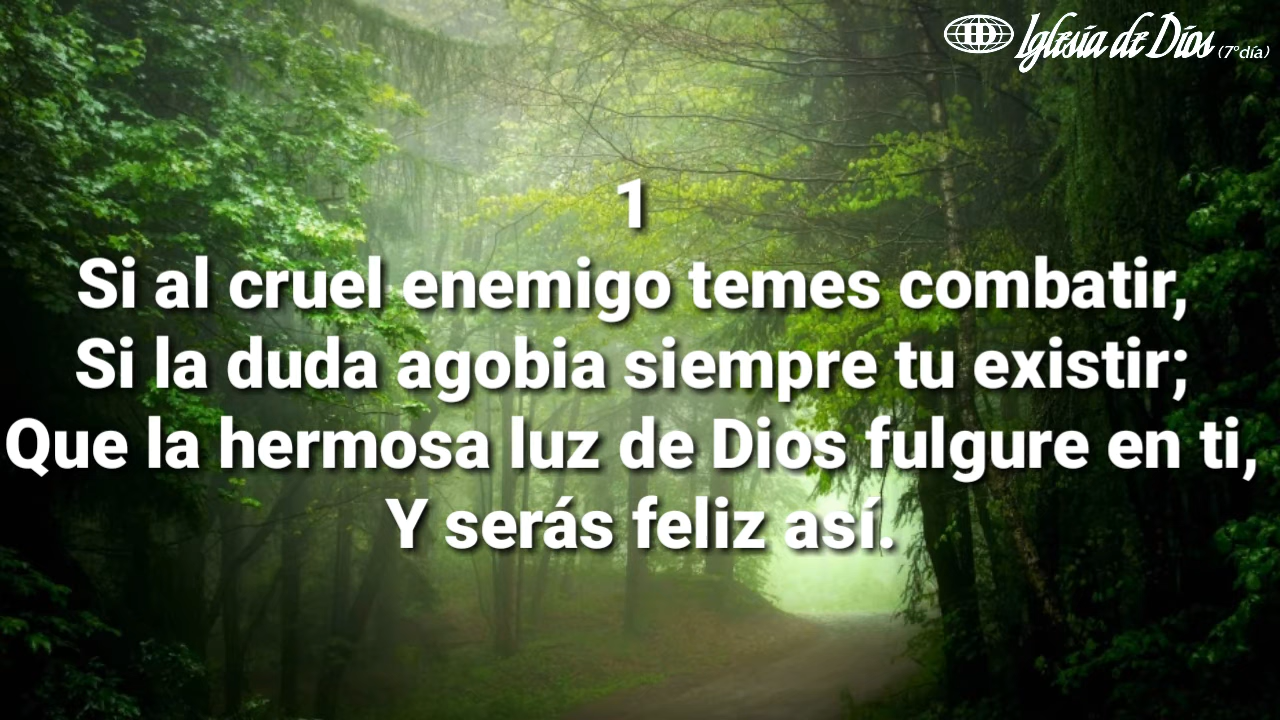 Iglesia de Dios (7° día)
1
Si al cruel enemigo temes combatir,
Si la duda agobia siempre tu existir;
Que la hermosa luz de Dios fulgure en ti,
Y serás feliz así.